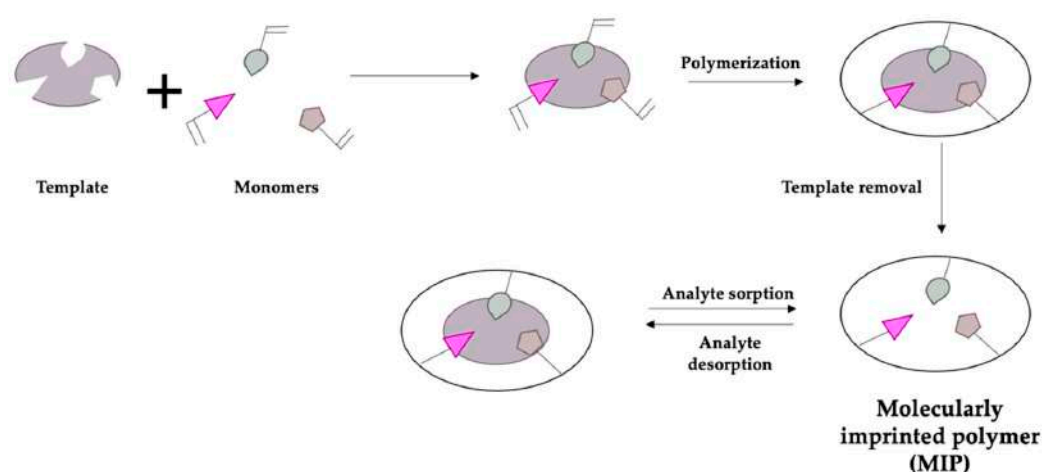 Polymerization
Template
Monomers
Template removal
Analyte sorption
Analyte
desorption
Molecularly
imprinted polymer
(MIP)